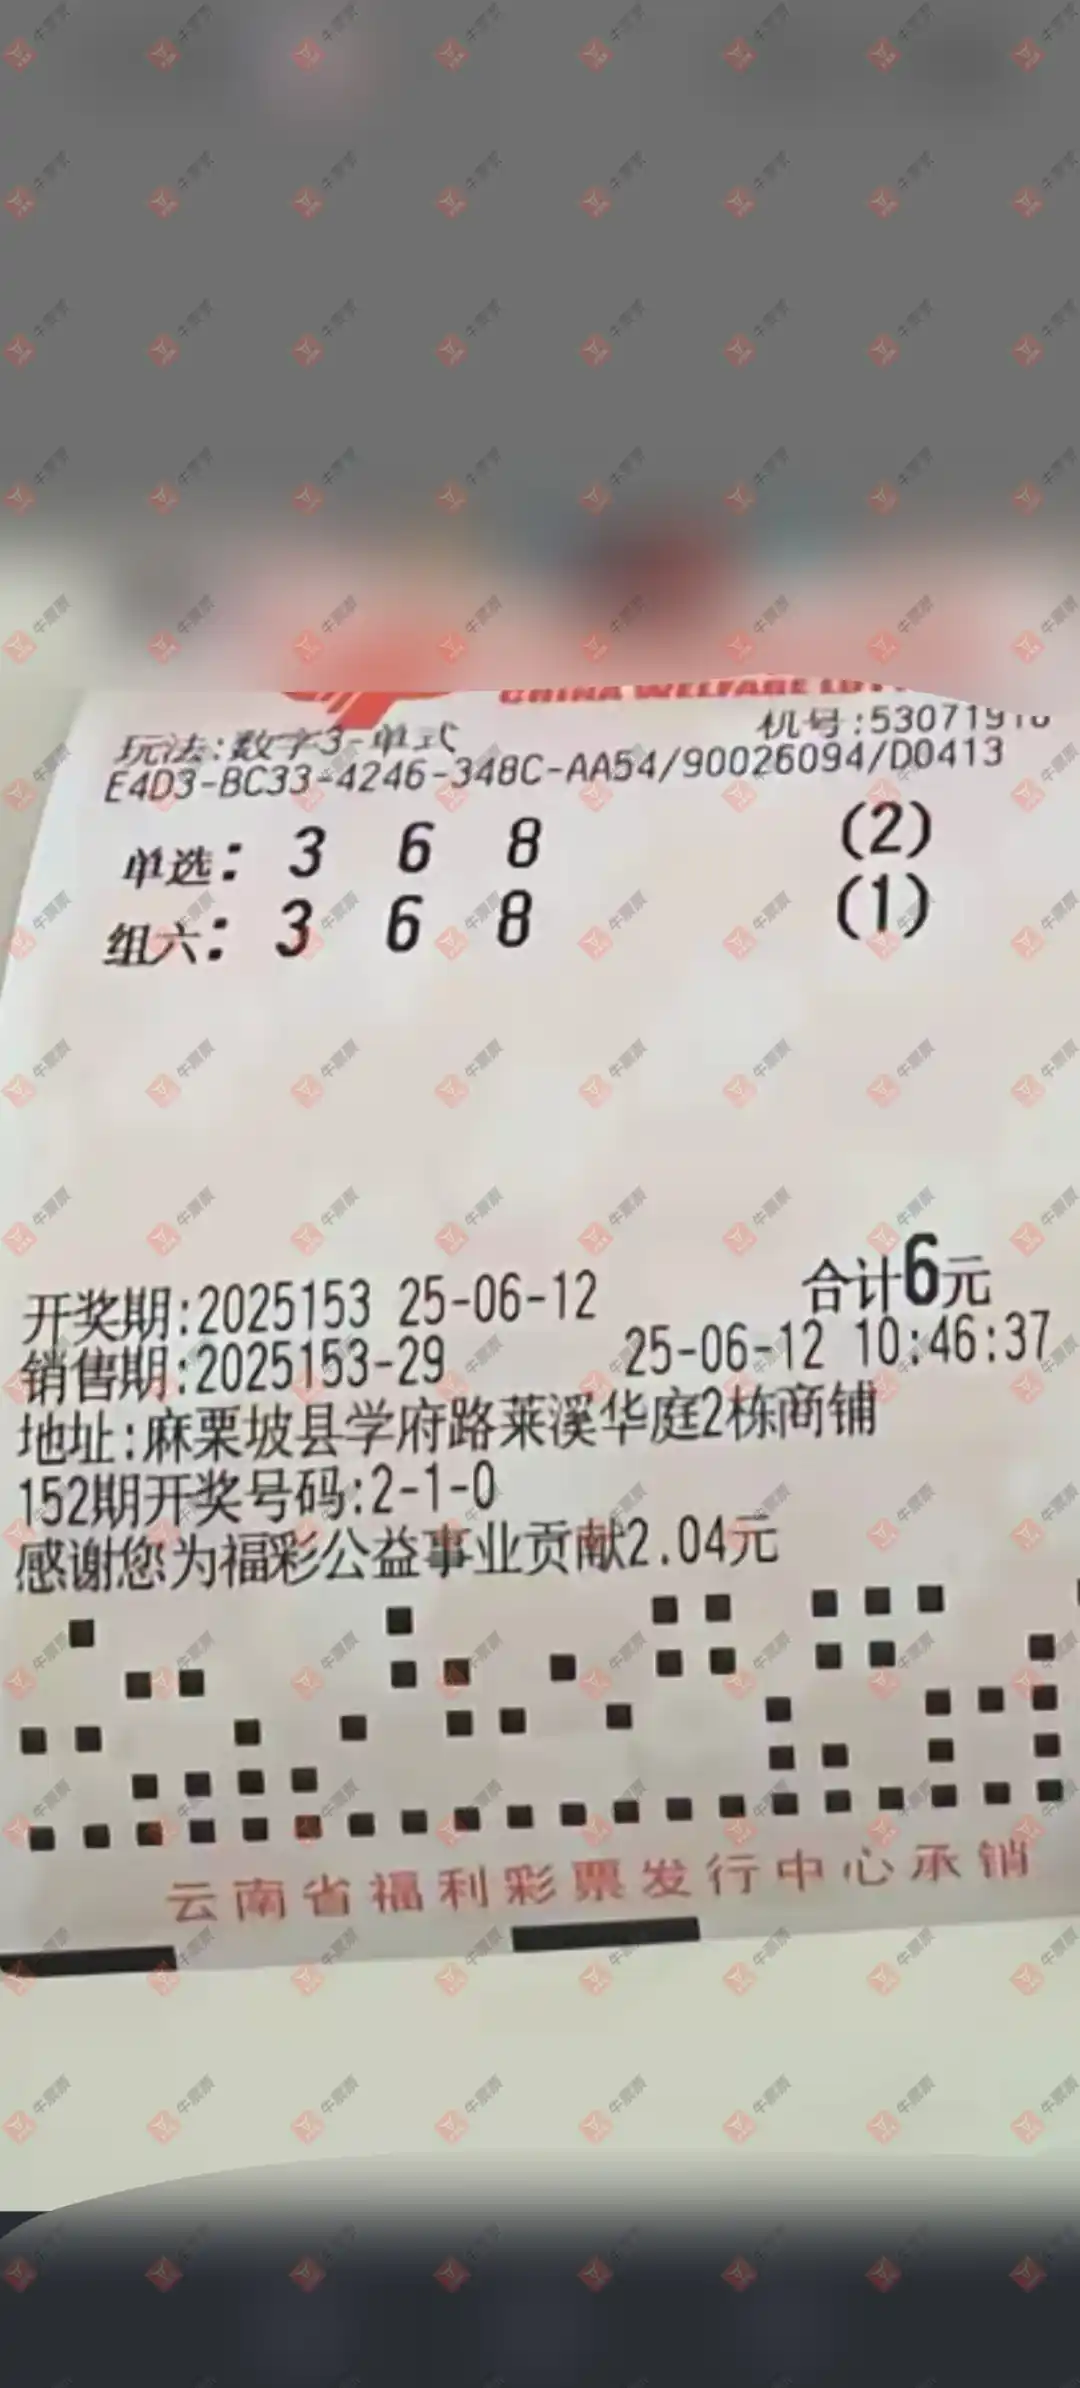 玩法:数字3-单式 机号:530719
E4D3-BC33-4246-348C-AA54/90026094/D0413
单选: 3 6 8 (2)
组六: 3 6 8 (1)
合计6元
开奖期:2025153 25-06-12
销售期:2025153-29 25-06-12 10:46:37
地址:麻栗坡县学府路莱溪华庭2栋商铺
152期开奖号码:2-1-0
感谢您为福彩公益事业贡献2.04元
云南省福利彩票发行中心承销
牛票票